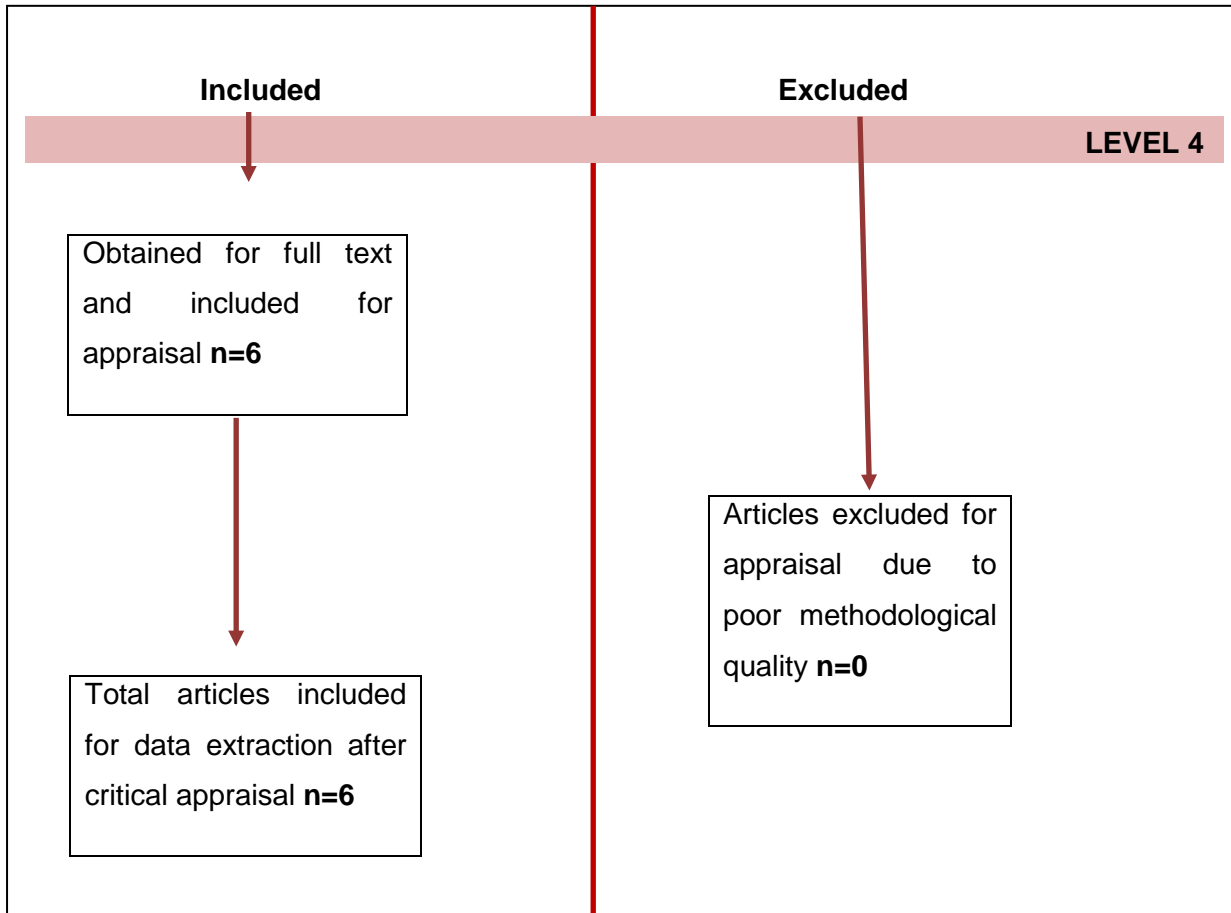 Included
Excluded
LEVEL 4
Obtained for full text
and included for
appraisal n=6
Articles excluded for
appraisal due to
poor methodological
quality n=0
Total articles included
for data extraction after
critical appraisal n=6